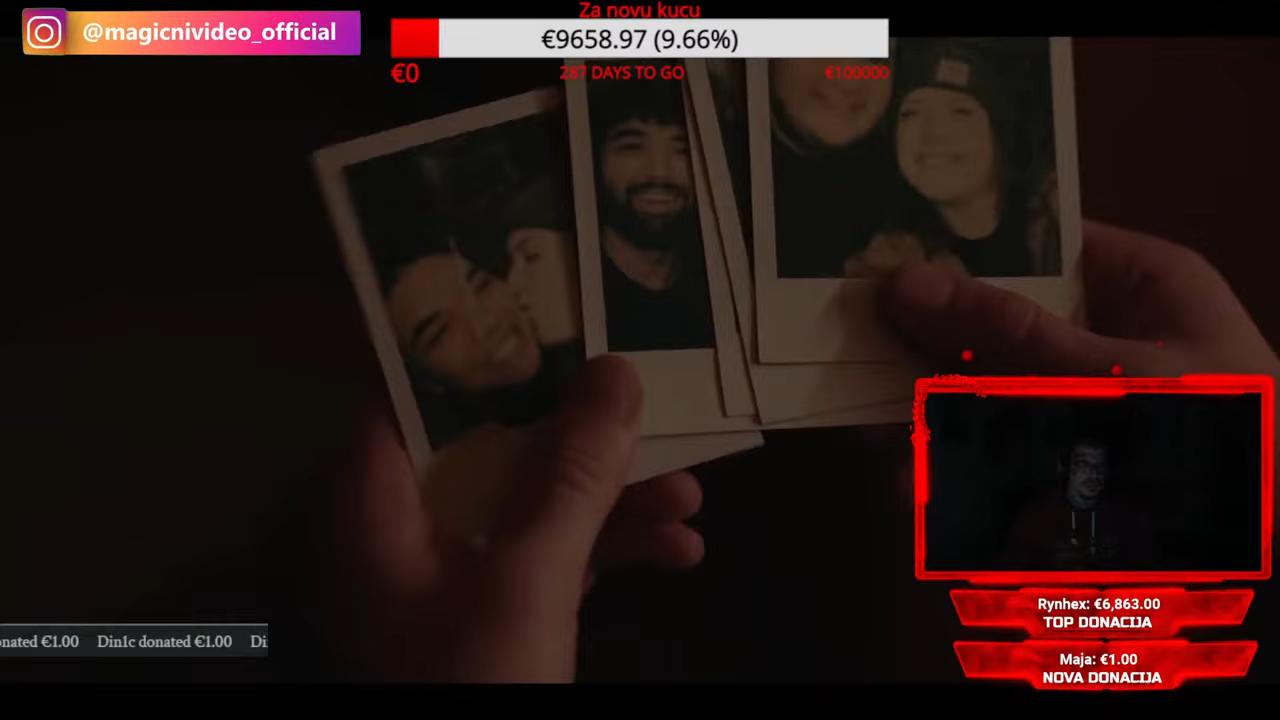 @magicnivideo_official
Za novu kucu
€9658.97 (9.66%)
€0
287 DAYS TO GO
€100000
Rynhex: €6,863.00
TOP DONACIJA
onated €1.00 Din1c donated €1.00 Di
Maja: €1.00
NOVA DONACIJA